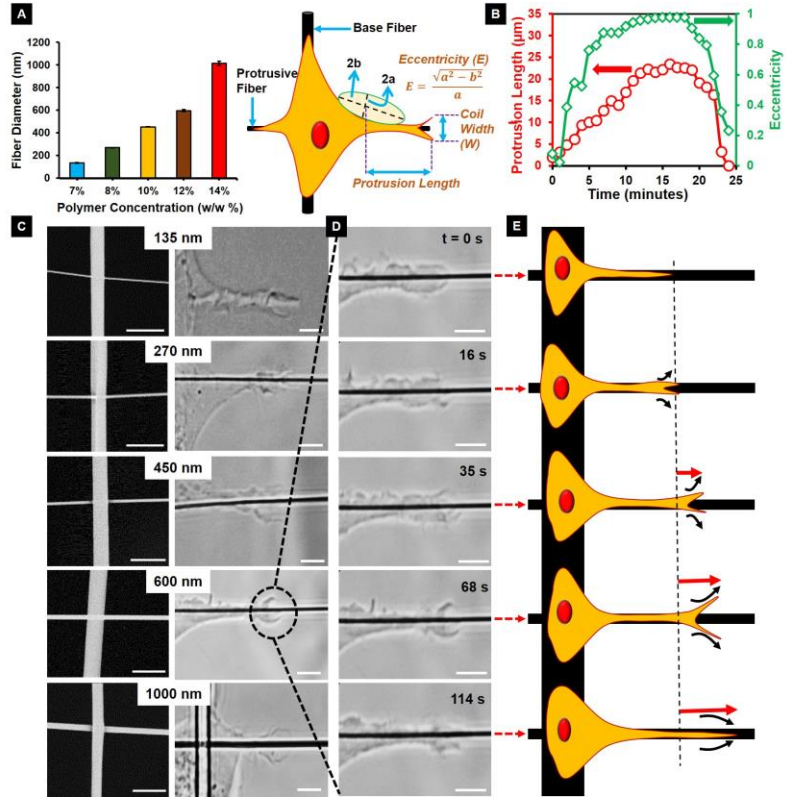 A
Fiber Diameter (nm)
1200
1000
800
600
400
200
0
7%
8%
10%
12%
14%
Polymer Concentration (w/w %)
Base Fiber
Protrusive
Fiber
2b
2a
Eccentricity (E)
E = √a² − b² / a
Coil
Width
(W)
Protrusion Length
B
Protrusion Length (µm)
35
30
25
20
15
10
5
0
0
5
10
15
20
25
Time (minutes)
1
0.8
0.6
0.4
0.2
0
Eccentricity
C
135 nm
270 nm
450 nm
600 nm
1000 nm
D
t = 0 s
16 s
35 s
68 s
114 s
E